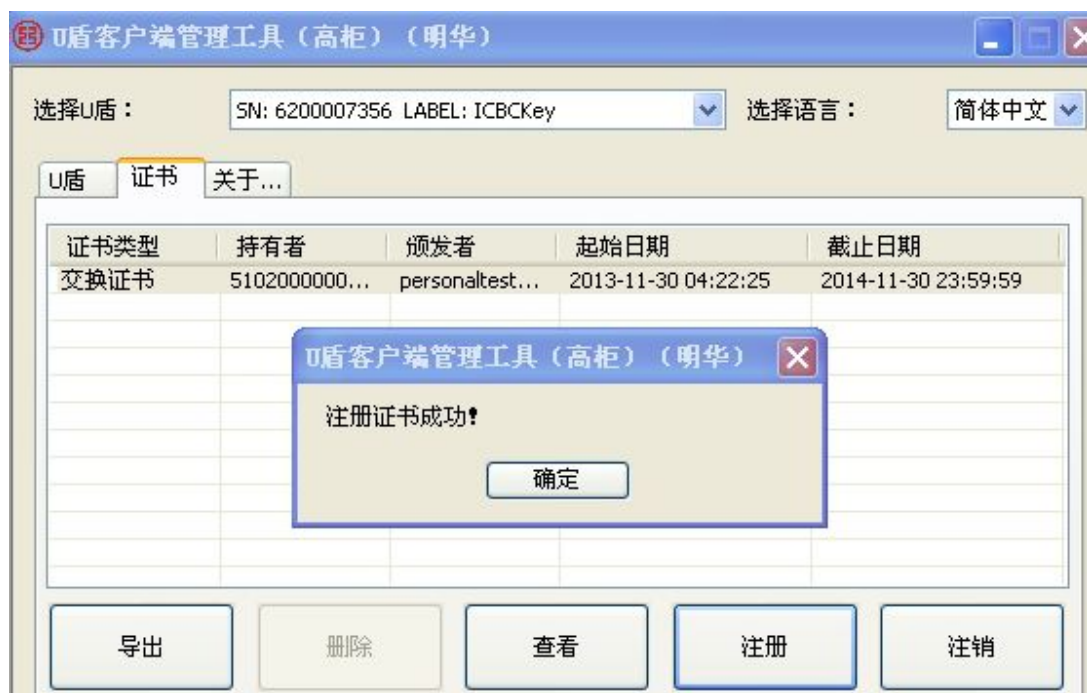 U盾客户端管理工具（高柜）（明华）
选择U盾： SN: 6200007356 LABEL: ICBCKey 选择语言： 简体中文
U盾 证书 关于...
证书类型 持有者 颁发者 起始日期 截止日期
交换证书 5102000000... personaltest... 2013-11-30 04:22:25 2014-11-30 23:59:59
U盾客户端管理工具（高柜）（明华）
注册证书成功!
确定
导出 删除 查看 注册 注销